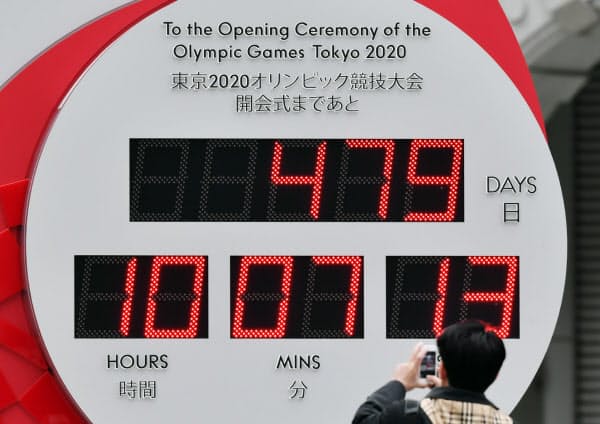 To the Opening Ceremony of the
Olympic Games Tokyo 2020
東京2020オリンピック競技大会
開会式まであと
479
DAYS
日
10 07 13
HOURS MINS
時間 分